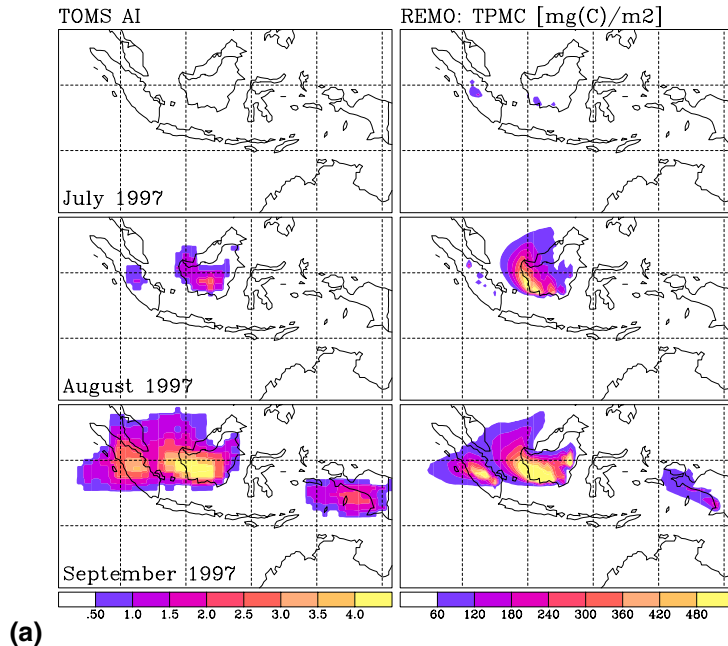 TOMS AI
REMO: TPMC [mg(C)/m2]
July 1997
August 1997
September 1997
.50 1.0 1.5 2.0 2.5 3.0 3.5 4.0
60 120 180 240 300 360 420 480
(a)